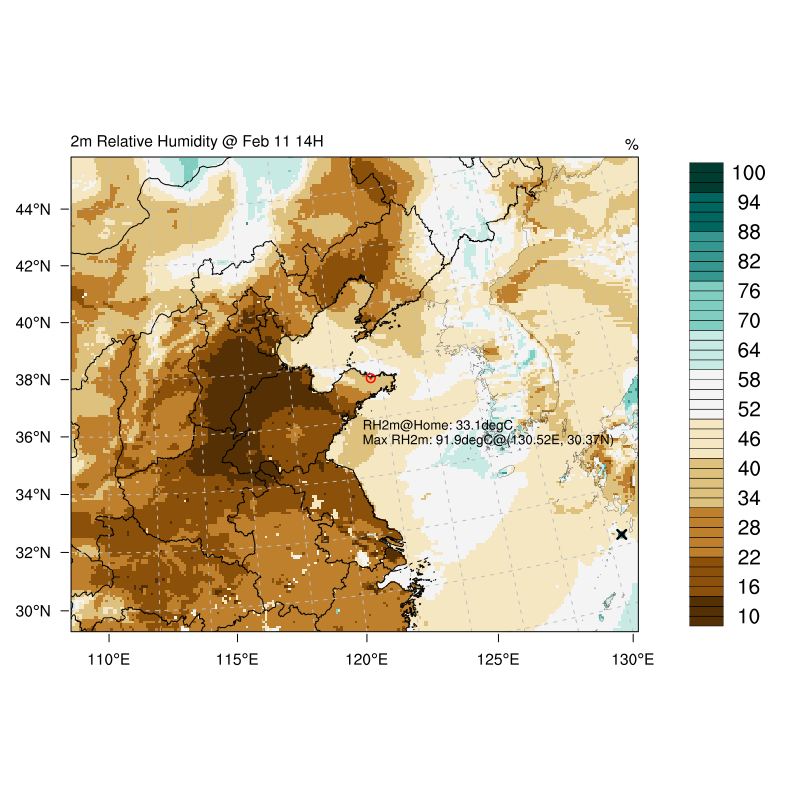 2m Relative Humidity @ Feb 11 14H
%
44°N
42°N
40°N
38°N
36°N
34°N
32°N
30°N
110°E
115°E
120°E
125°E
130°E
RH2m@Home: 33.1degC
Max RH2m: 91.9degC@(130.52E, 30.37N)
100
94
88
82
76
70
64
58
52
46
40
34
28
22
16
10